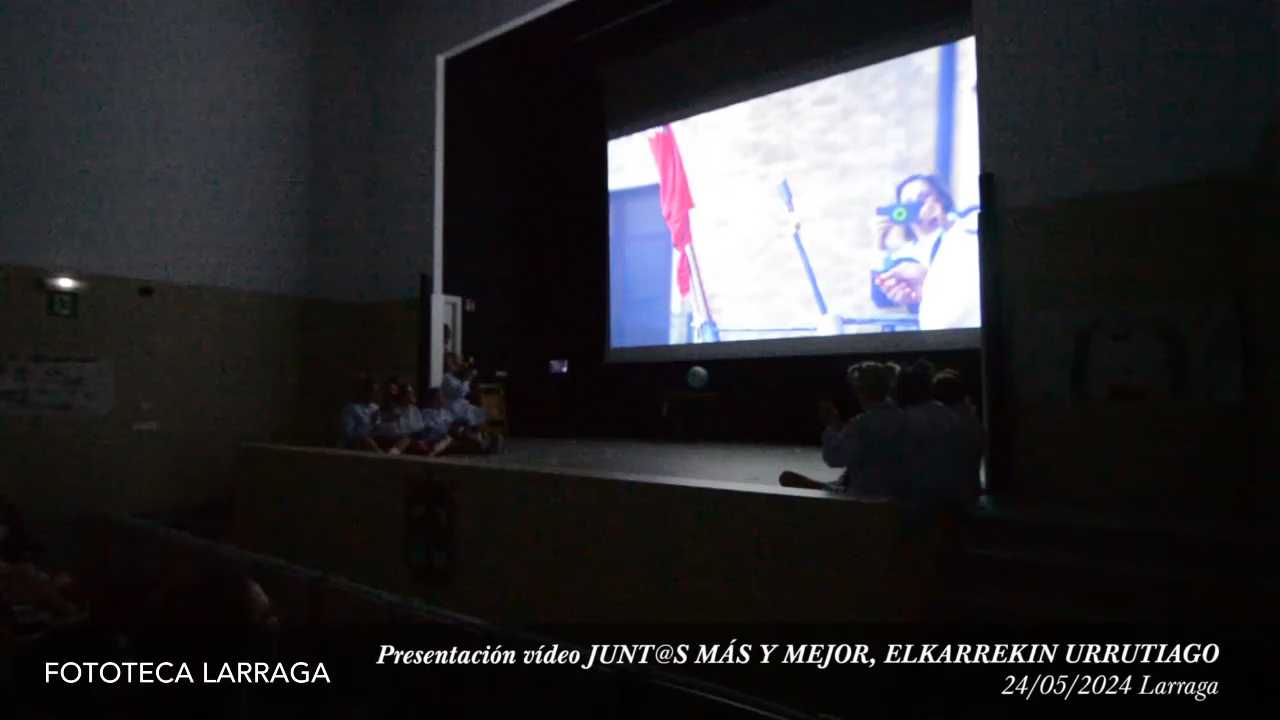 Presentación vídeo JUNT@S MÁS Y MEJOR, ELKARREKIN URRUTIAGO
FOTOTECA LARRAGA
24/05/2024 Larraga